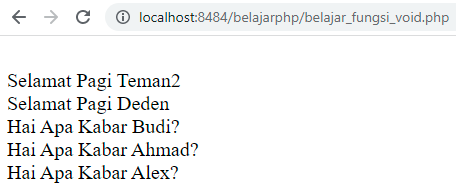 localhost:8484/belajarphp/belajar_fungsi_void.php
Selamat Pagi Teman2
Selamat Pagi Deden
Hai Apa Kabar Budi?
Hai Apa Kabar Ahmad?
Hai Apa Kabar Alex?